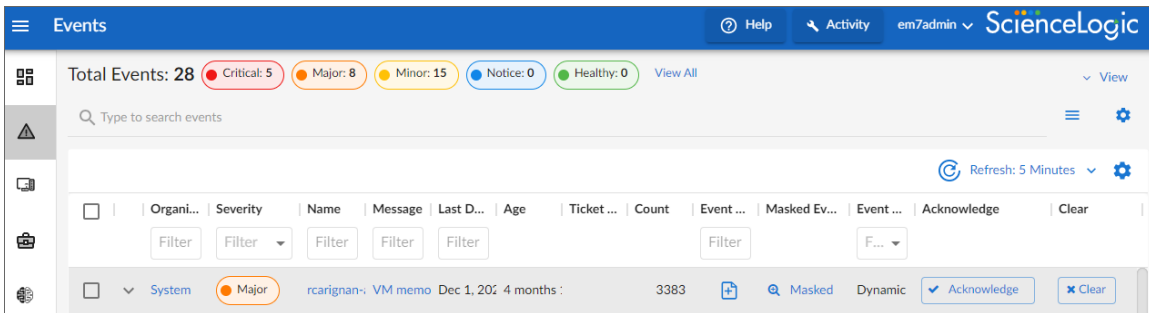 Events
Help
Activity
em7admin
ScienceLogic
Total Events: 28
Critical: 5
Major: 8
Minor: 15
Notice: 0
Healthy: 0
View All
View
Type to search events
Refresh: 5 Minutes
Organi... Severity Name Message Last D... Age Ticket ... Count Event ... Masked Ev... Event ... Acknowledge Clear
Filter Filter Filter Filter Filter Filter F...
System Major rcarignan- VM memo Dec 1, 202 4 months 3383 Masked Dynamic Acknowledge Clear